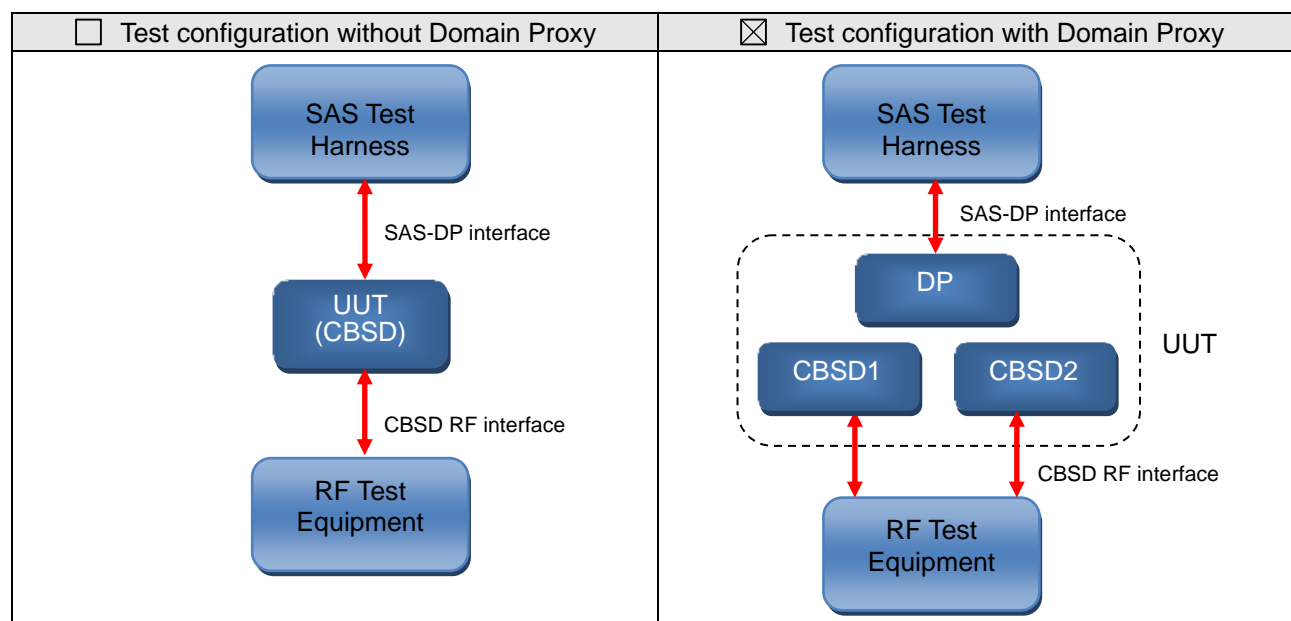 ☐ Test configuration without Domain Proxy
SAS Test
Harness
SAS-DP interface
UUT
(CBSD)
CBSD RF interface
RF Test
Equipment
☒ Test configuration with Domain Proxy
SAS Test
Harness
SAS-DP interface
DP
UUT
CBSD1
CBSD2
CBSD RF interface
RF Test
Equipment